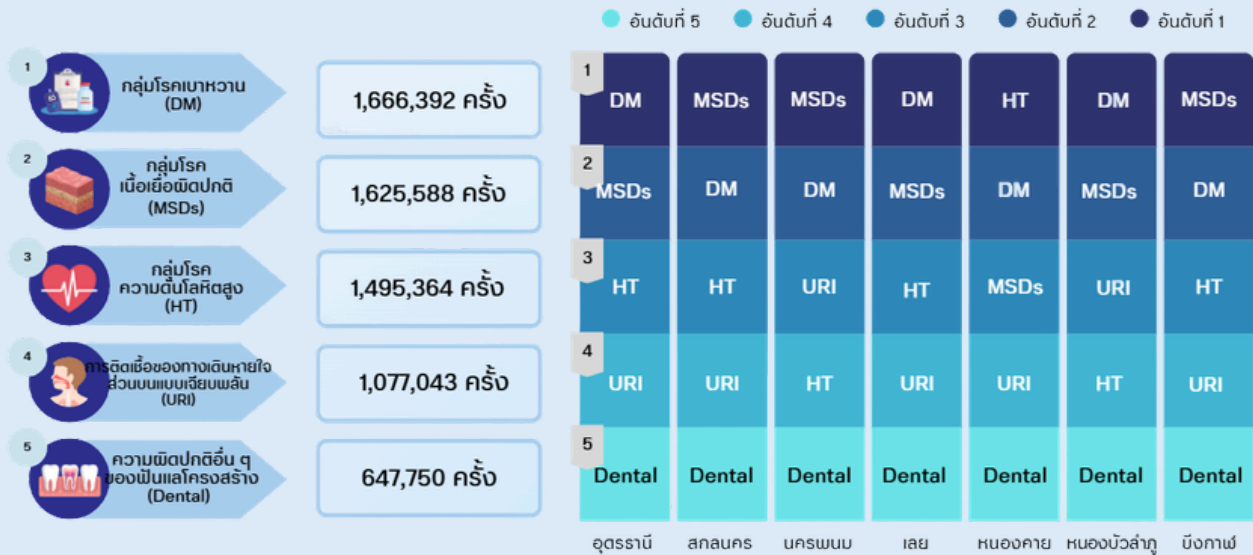 อันดับที่ 5 อันดับที่ 4 อันดับที่ 3 อันดับที่ 2 อันดับที่ 1
1
กลุ่มโรคเบาหวาน
(DM)
1,666,392 ครั้ง
2
กลุ่มโรค
เนื้อเยื่อผิดปกติ
(MSDs)
1,625,588 ครั้ง
3
กลุ่มโรค
ความดันโลหิตสูง
(HT)
1,495,364 ครั้ง
4
การติดเชื้อของทางเดินหายใจ
ส่วนบนแบบเฉียบพลัน
(URI)
1,077,043 ครั้ง
5
ความผิดปกติอื่น ๆ
ของฟันแลโครงสร้าง
(Dental)
647,750 ครั้ง
1
DM MSDs MSDs DM HT DM MSDs
2
MSDs DM DM MSDs DM MSDs DM
3
HT HT URI HT MSDs URI HT
4
URI URI HT URI URI HT URI
5
Dental Dental Dental Dental Dental Dental Dental
อุดรธานี สกลนคร นครพนม เลย หนองคาย หนองบัวลำภู บึงกาฬ